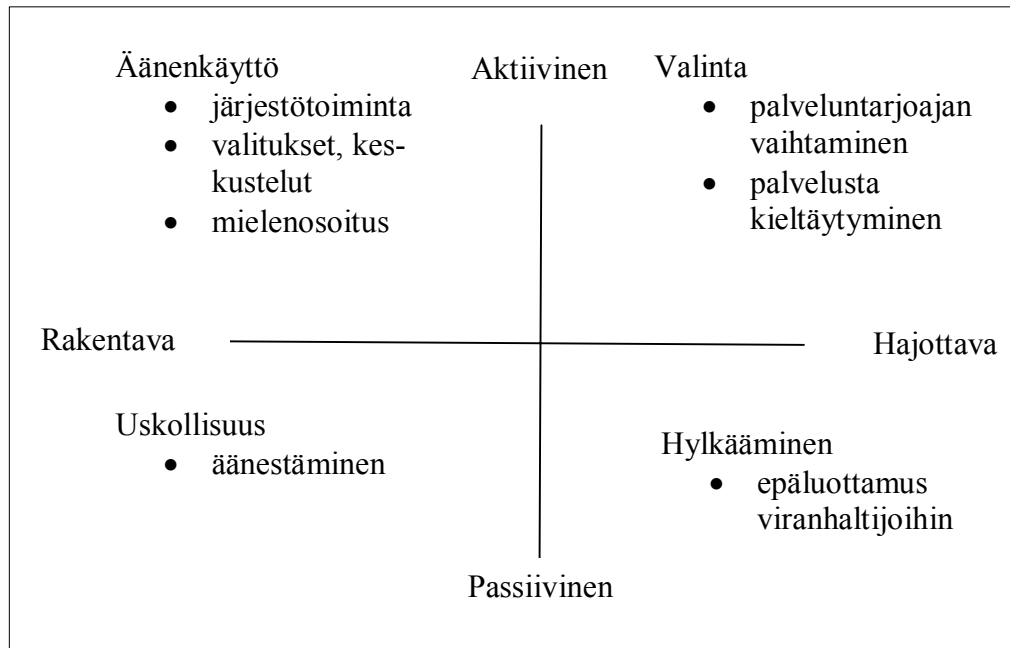 Äänenkäyttö
• järjestötoiminta
• valitukset, kes-
kustelut
• mielenosoitus
Aktiivinen
Valinta
• palveluntarjoajan
vaihtaminen
• palvelusta
kieltäytyminen
Rakentava
Hajottava
Uskollisuus
• äänestäminen
Hylkääminen
• epäluottamus
viranhaltijoihin
Passiivinen